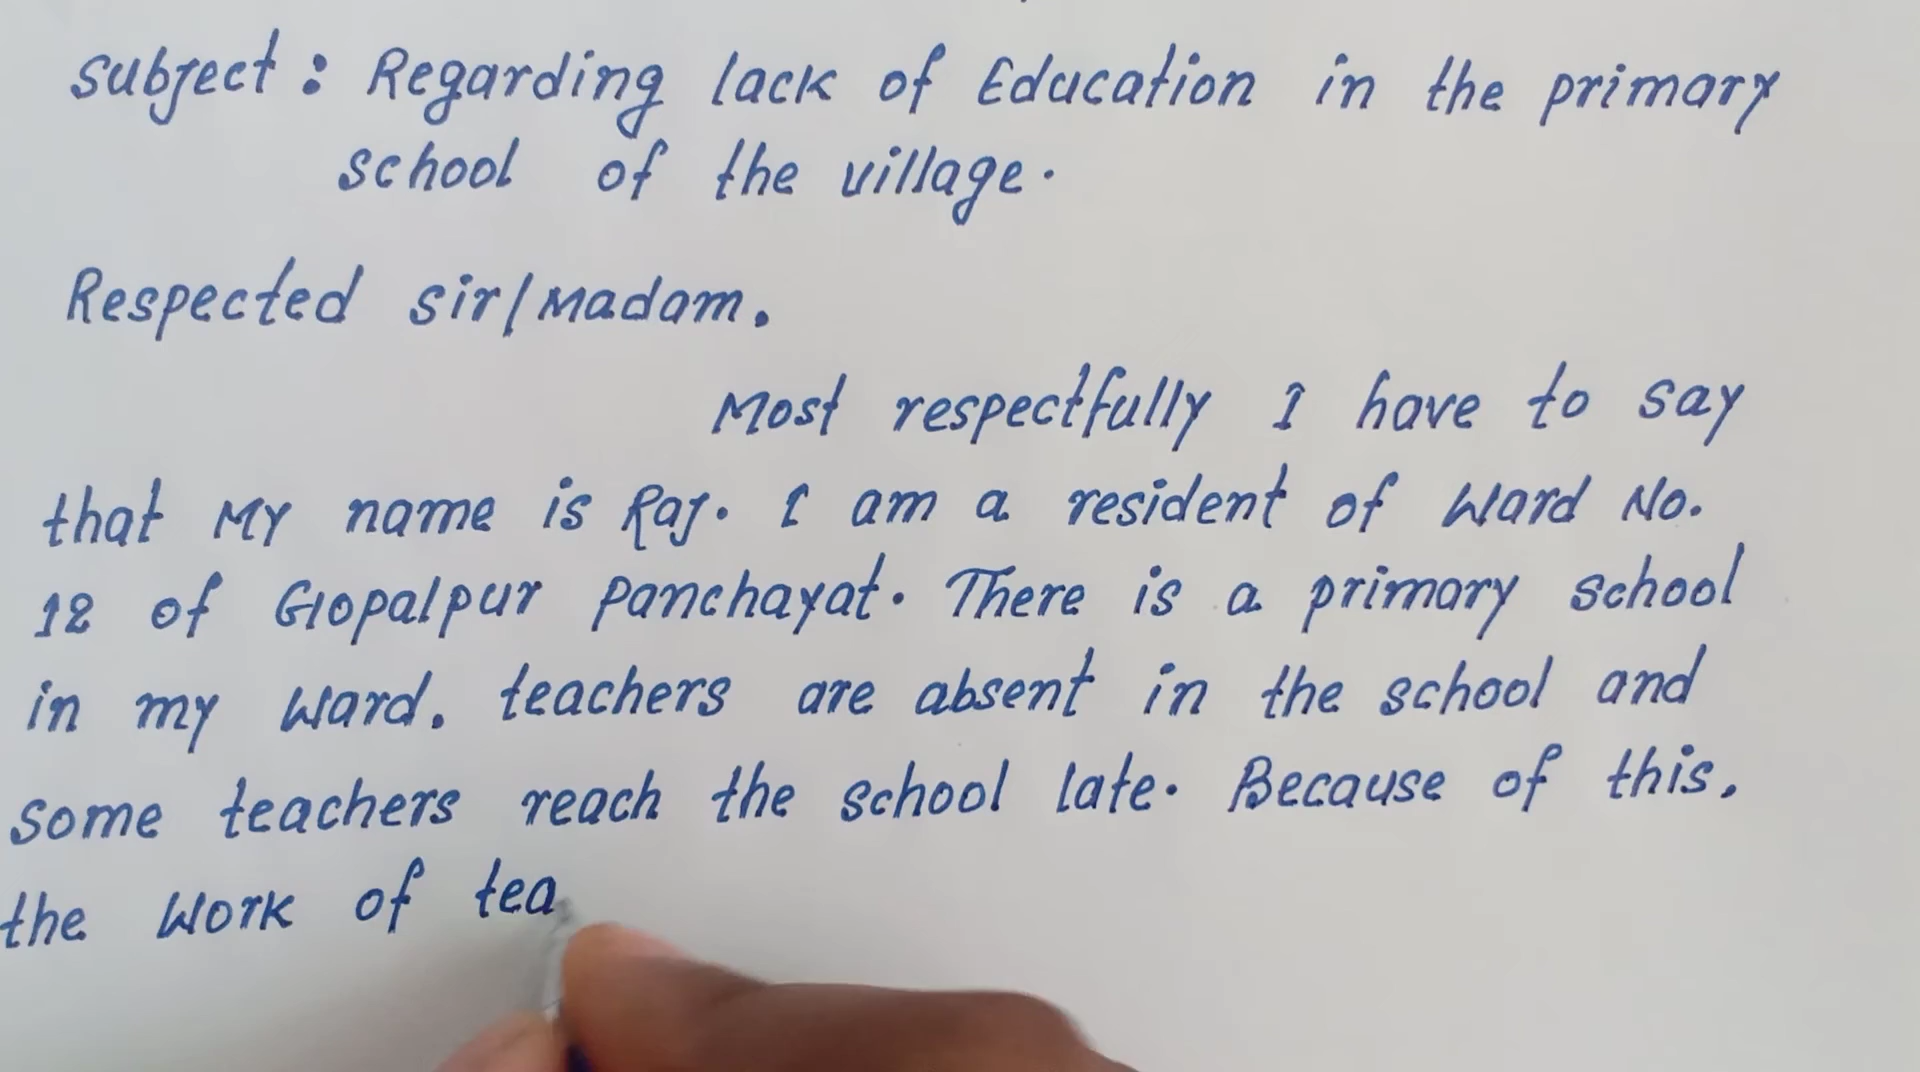 Subject : Regarding lack of Education in the primary
school of the village.
Respected sir/Madam.
Most respectfully I have to say
that My name is Raj. I am a resident of Ward No.
12 of Gopalpur Panchayat. There is a primary school
in my Ward. teachers are absent in the school and
some teachers reach the school late. Because of this.
the Work of tea